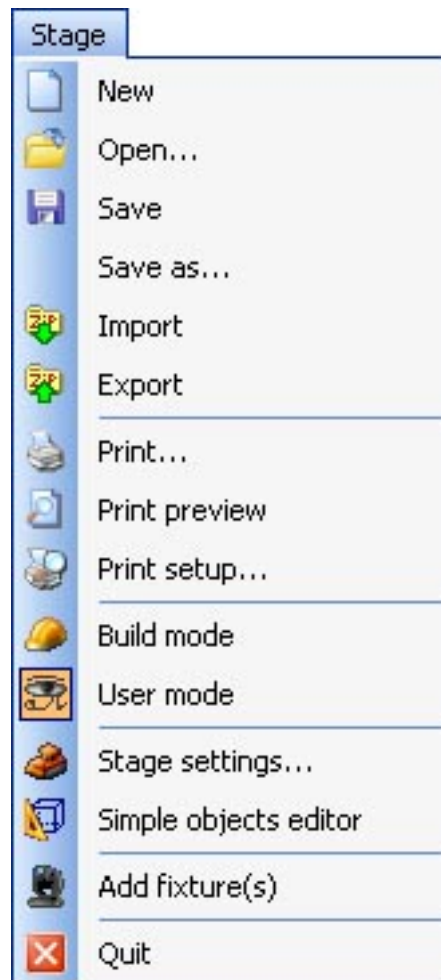 Stage
New
Open...
Save
Save as...
Import
Export
Print...
Print preview
Print setup...
Build mode
User mode
Stage settings...
Simple objects editor
Add fixture(s)
Quit